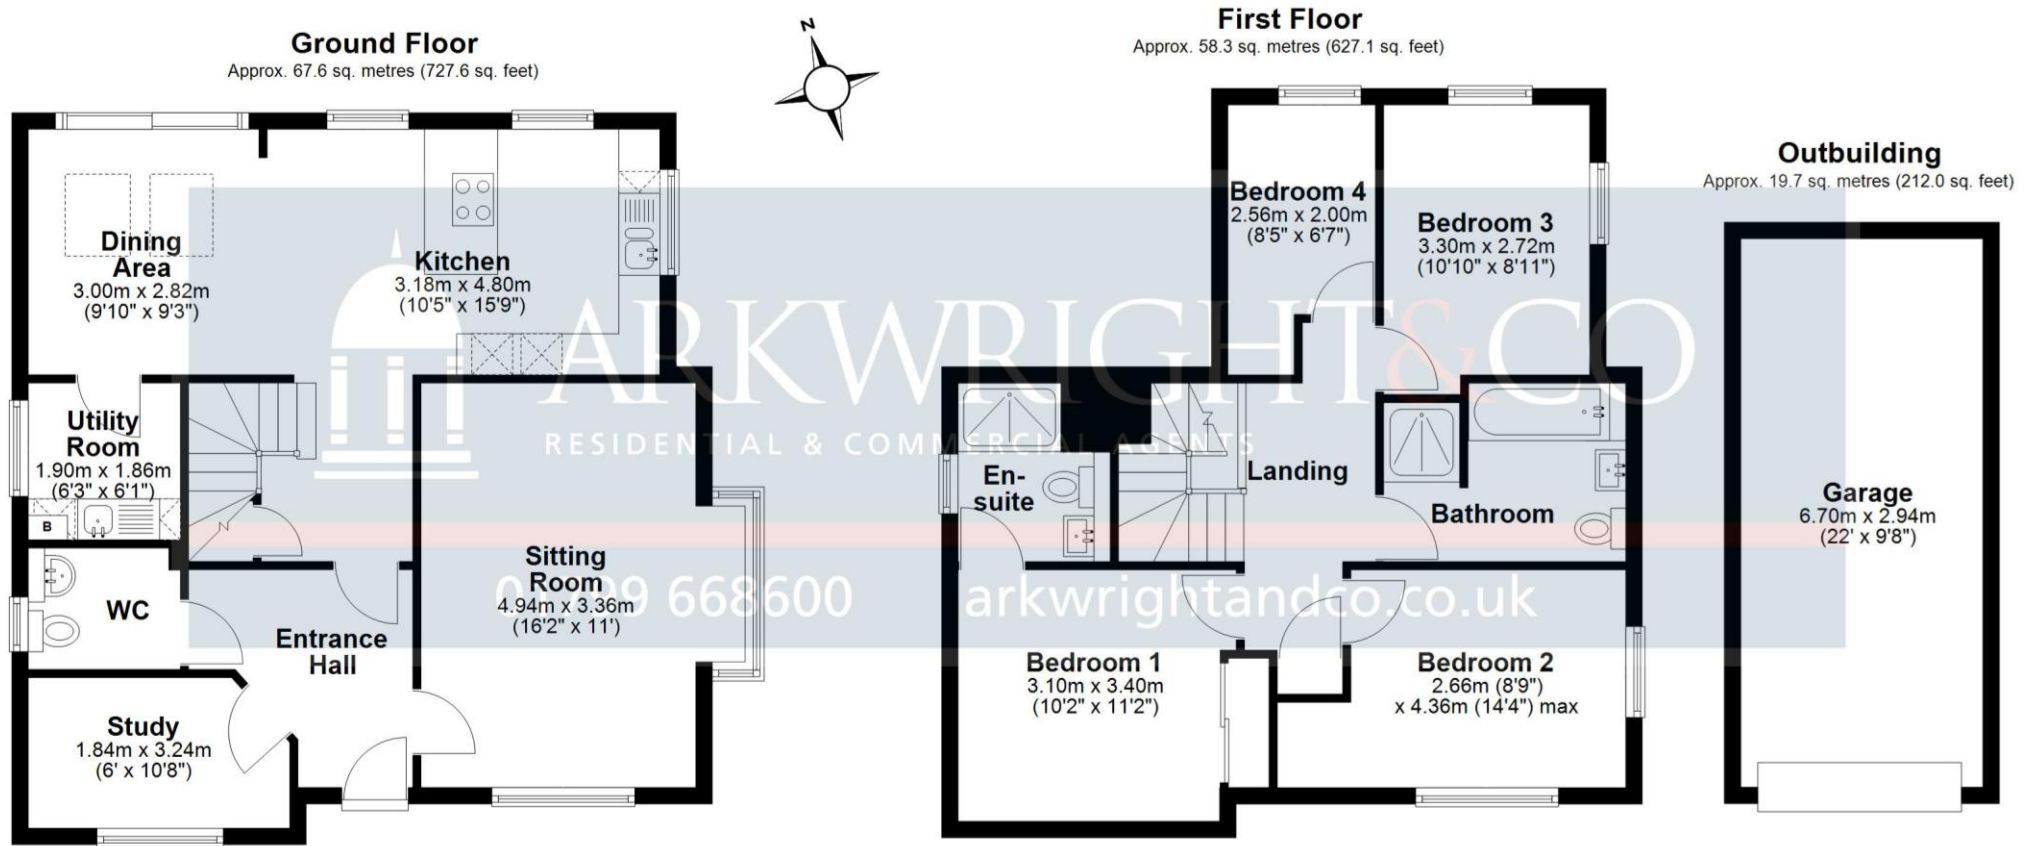 Ground Floor
Approx. 67.6 sq. metres (727.6 sq. feet)
N
First Floor
Approx. 58.3 sq. metres (627.1 sq. feet)
Outbuilding
Approx. 19.7 sq. metres (212.0 sq. feet)
Dining
Area
3.00m x 2.82m
(9'10" x 9'3")
Kitchen
3.18m x 4.80m
(10'5" x 15'9")
Utility
Room
1.90m x 1.86m
(6'3" x 6'1")
B
WC
Entrance
Hall
Study
1.84m x 3.24m
(6' x 10'8")
Sitting
Room
4.94m x 3.36m
(16'2" x 11')
Bedroom 4
2.56m x 2.00m
(8'5" x 6'7")
Bedroom 3
3.30m x 2.72m
(10'10" x 8'11")
En-
suite
Landing
Bathroom
Bedroom 1
3.10m x 3.40m
(10'2" x 11'2")
Bedroom 2
2.66m (8'9")
x 4.36m (14'4") max
Garage
6.70m x 2.94m
(22' x 9'8")
ARKWRIGHT&CO
RESIDENTIAL & COMMERCIAL AGENTS
668600
arkwrightandco.co.uk